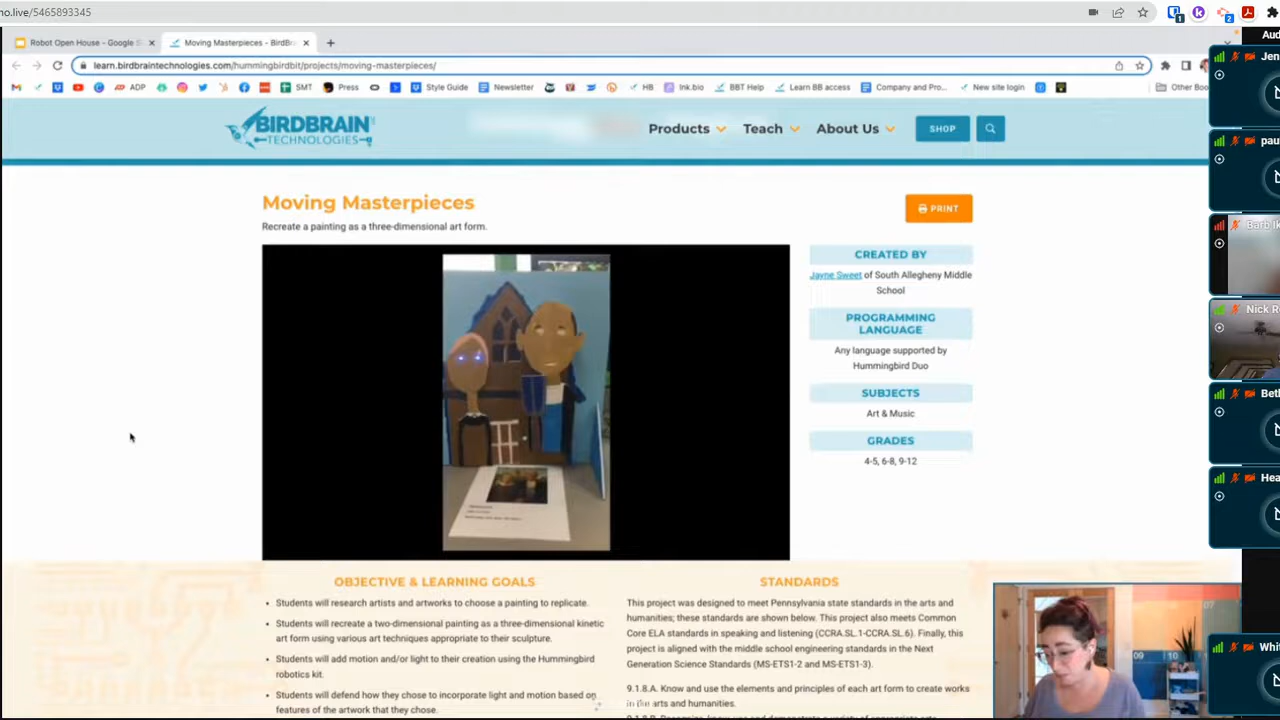 no.live/5465893345
Robot Open House - Google S
Moving Masterpieces - BirdBr
learn.birdbraintechnologies.com/hummingbirdbit/projects/moving-masterpieces/
ADP SMT Press Style Guide Newsletter HB Ink.bio BBT Help Learn BB access Company and Pro... New site login Other Boo
BIRDBRAIN
TECHNOLOGIES
Products Teach About Us SHOP
Moving Masterpieces
PRINT
Recreate a painting as a three-dimensional art form.
CREATED BY
Jayne Sweet of South Allegheny Middle
School
PROGRAMMING
LANGUAGE
Any language supported by
Hummingbird Duo
SUBJECTS
Art & Music
GRADES
4-5, 6-8, 9-12
OBJECTIVE & LEARNING GOALS
• Students will research artists and artworks to choose a painting to replicate.
• Students will recreate a two-dimensional painting as a three-dimensional kinetic
art form using various art techniques appropriate to their sculpture.
• Students will add motion and/or light to their creation using the Hummingbird
robotics kit.
• Students will defend how they chose to incorporate light and motion based on
features of the artwork that they chose.
STANDARDS
This project was designed to meet Pennsylvania state standards in the arts and
humanities; these standards are shown below. This project also meets Common
Core ELA standards in speaking and listening (CCRA.SL.1-CCRA.SL.6). Finally, this
project is aligned with the middle school engineering standards in the Next
Generation Science Standards (MS-ETS1-2 and MS-ETS1-3).
9.1.8.A. Know and use the elements and principles of each art form to create works
in the arts and humanities.
Aud
Jen
pau
Barb Ik
Nick R
Bet
Hea
Whi
07
09
10